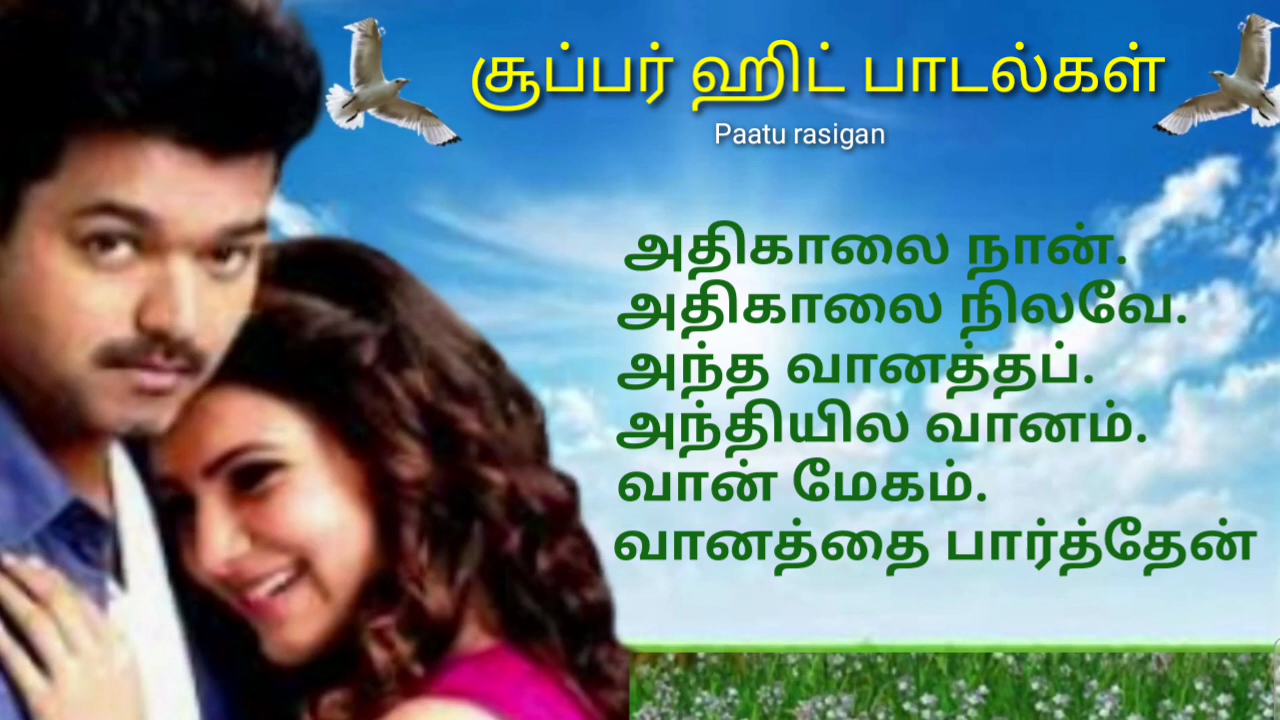 சூப்பர் ஹிட் பாடல்கள்
Paatu rasigan
அதிகாலை நான்.
அதிகாலை நிலவே.
அந்த வானத்தப்.
அந்தியில வானம்.
வான் மேகம்.
வானத்தை பார்த்தேன்